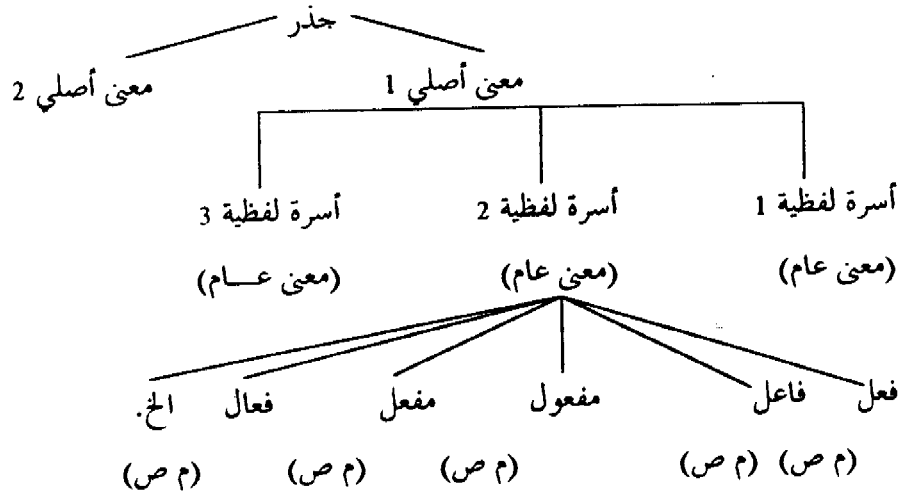 جذر
معنى أصلي 1 معنى أصلي 2
أسرة لفظية 1 أسرة لفظية 2 أسرة لفظية 3
(معنى عام) (معنى عام) (معنى عـــام)
فعل فاعل مفعول مفعل فعال الخ.
(م ص) (م ص) (م ص) (م ص) (م ص)